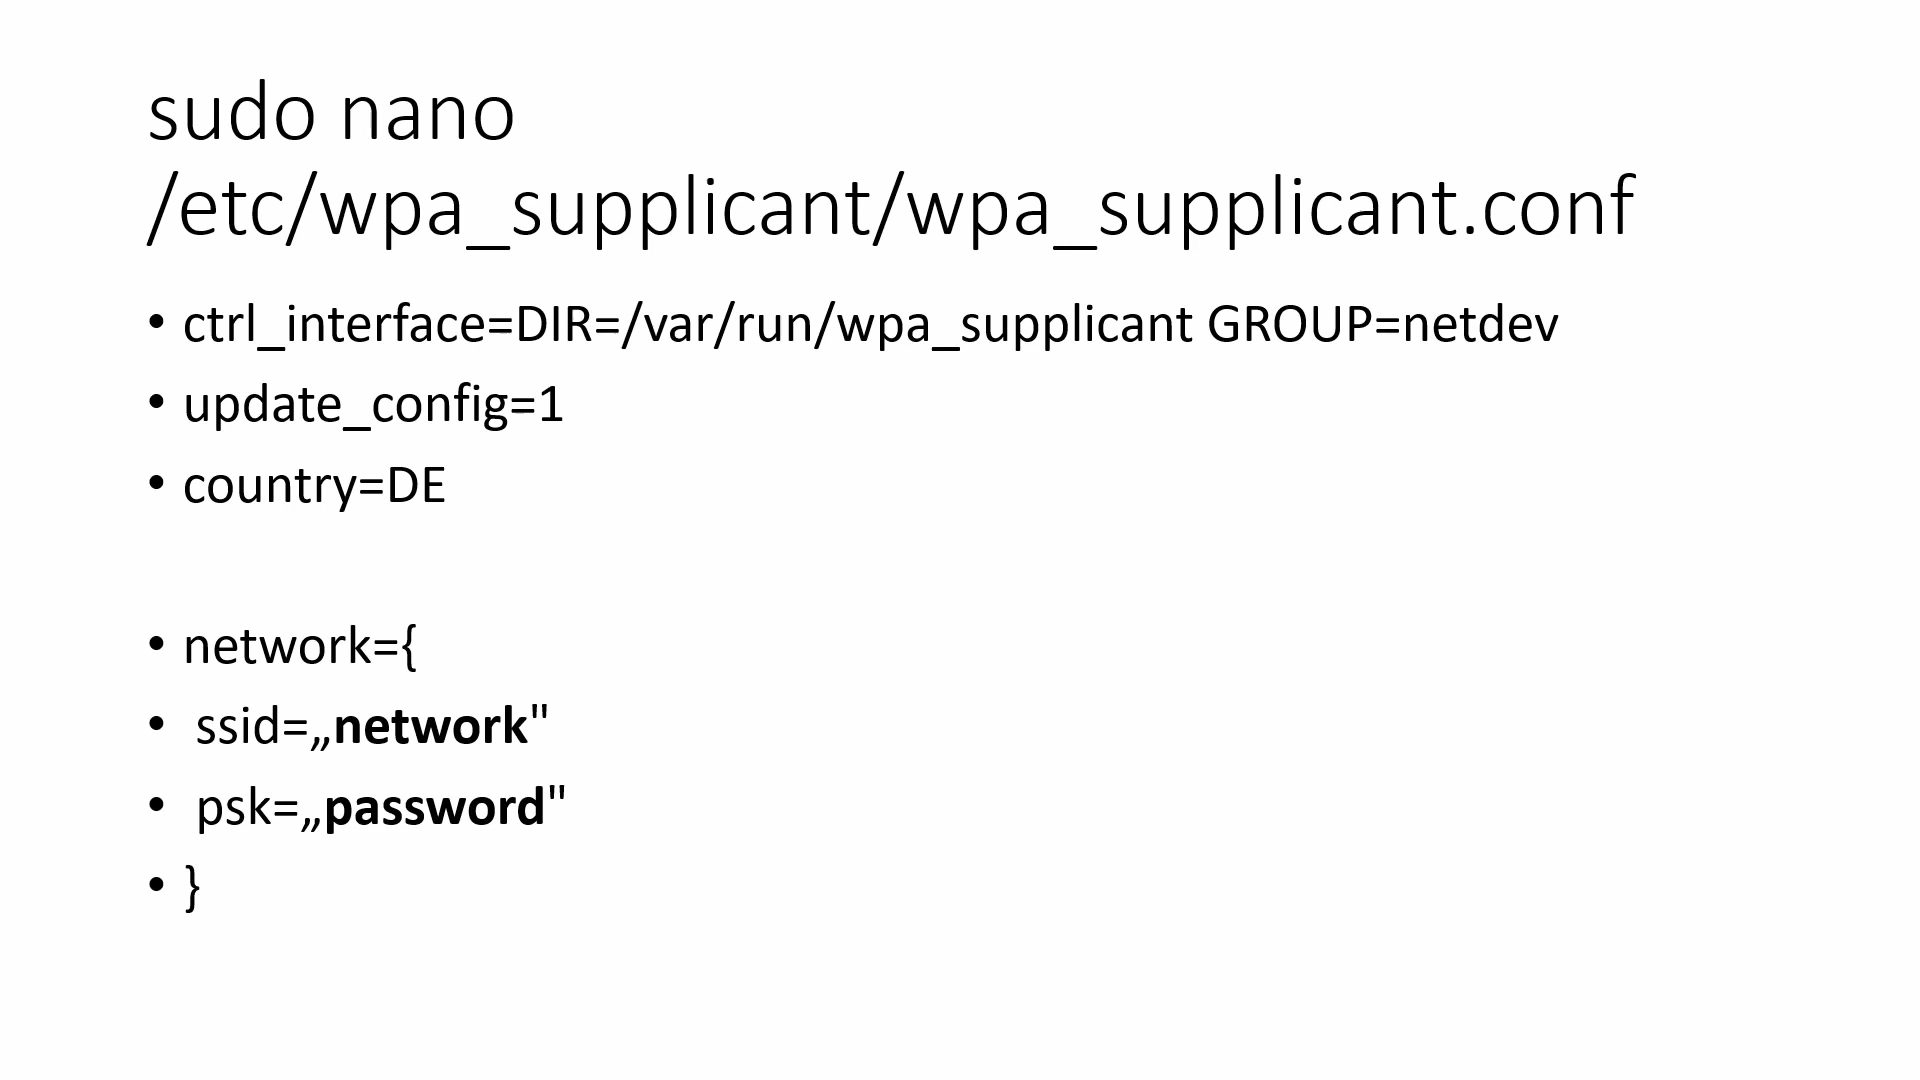 sudo nano
/etc/wpa_supplicant/wpa_supplicant.conf
• ctrl_interface=DIR=/var/run/wpa_supplicant GROUP=netdev
• update_config=1
• country=DE
• network={
• ssid=„network"
• psk=„password"
• }